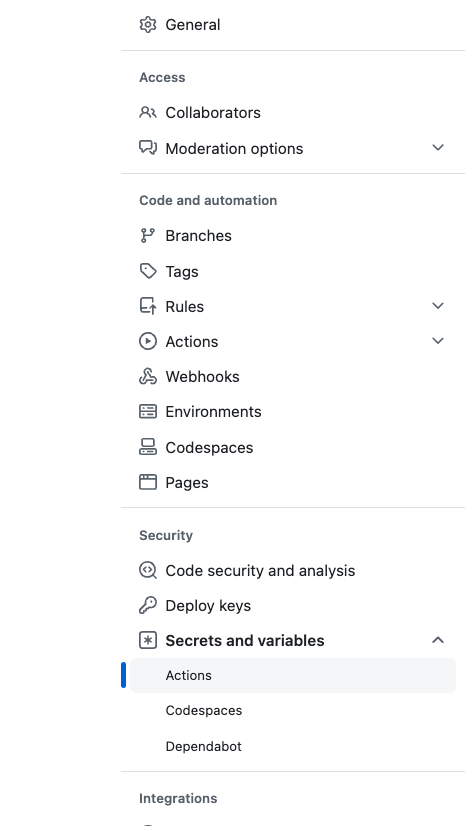 General
Access
Collaborators
Moderation options
Code and automation
Branches
Tags
Rules
Actions
Webhooks
Environments
Codespaces
Pages
Security
Code security and analysis
Deploy keys
Secrets and variables
Actions
Codespaces
Dependabot
Integrations